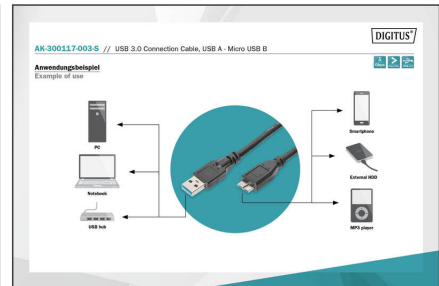 DIGITUS®
AK-300117-003-S // USB 3.0 Connection Cable, USB A - Micro USB B
Anwendungsbeispiel
Example of use
PC
Notebook
USB hub
Smartphone
External HDD
MP3 player